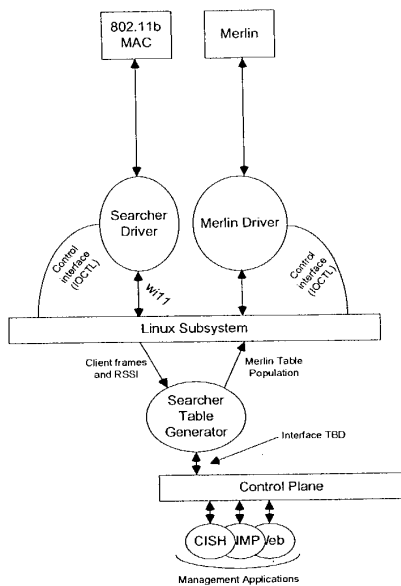 802.11b
MAC
Merlin
Searcher
Driver
Merlin Driver
Control
interface
(IOCTL)
wi11
Control
interface
(IOCTL)
Linux Subsystem
Client frames
and RSSI
Merlin Table
Population
Searcher
Table
Generator
Interface TBD
Control Plane
CISH
NMP
Web
Management Applications